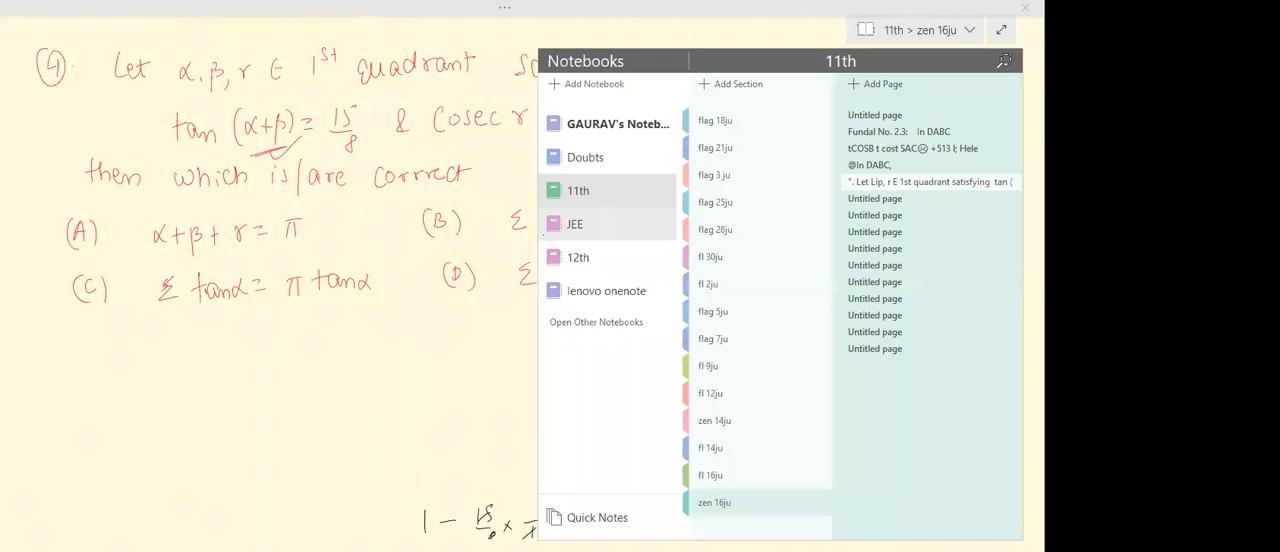 11th > zen 16ju
(4). Let α, β, r ∈ 1st quadrant
tan (α+β) = 15/8 & cosec r
then which is/are correct
(A) α+β+r = π (B) Σ
(C) Σ tanα = π tanα (D) Σ
1 - 15/8 ×
Notebooks
11th
+ Add Notebook
+ Add Section
+ Add Page
GAURAV's Noteb...
Doubts
11th
JEE
12th
lenovo onenote
Open Other Notebooks
Quick Notes
flag 18ju
flag 21ju
flag 3 ju
flag 25ju
flag 28ju
fl 30ju
fl 2ju
flag 5ju
flag 7ju
fl 9ju
fl 12ju
zen 14ju
fl 14ju
fl 16ju
zen 16ju
Untitled page
Fundal No. 2.3: In DABC
tCOSB t cost SAC☹ +513 l; Hele
@In DABC,
°. Let Lip, r E 1st quadrant satisfying tan (
Untitled page
Untitled page
Untitled page
Untitled page
Untitled page
Untitled page
Untitled page
Untitled page
Untitled page
Untitled page